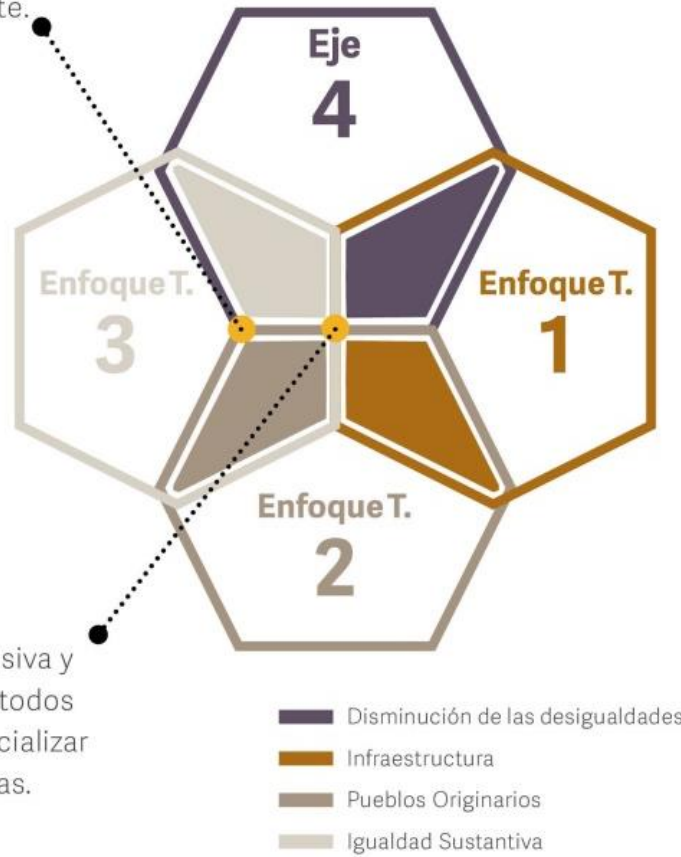 te.
Eje
4
Enfoque T.
3
Enfoque T.
1
Enfoque T.
2
siva y
todos
cializar
as.
Disminución de las desigualdades
Infraestructura
Pueblos Originarios
Igualdad Sustantiva